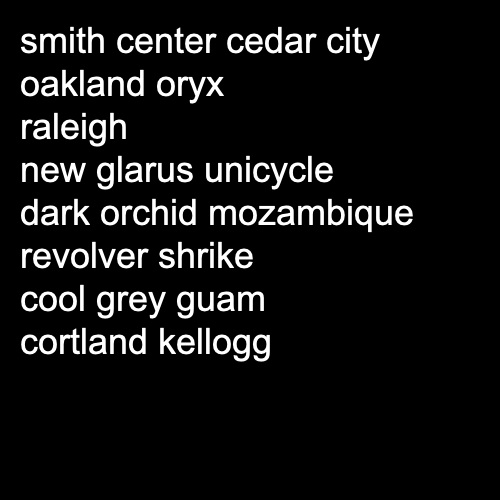 smith center cedar city
oakland oryx
raleigh
new glarus unicycle
dark orchid mozambique
revolver shrike
cool grey guam
cortland kellogg